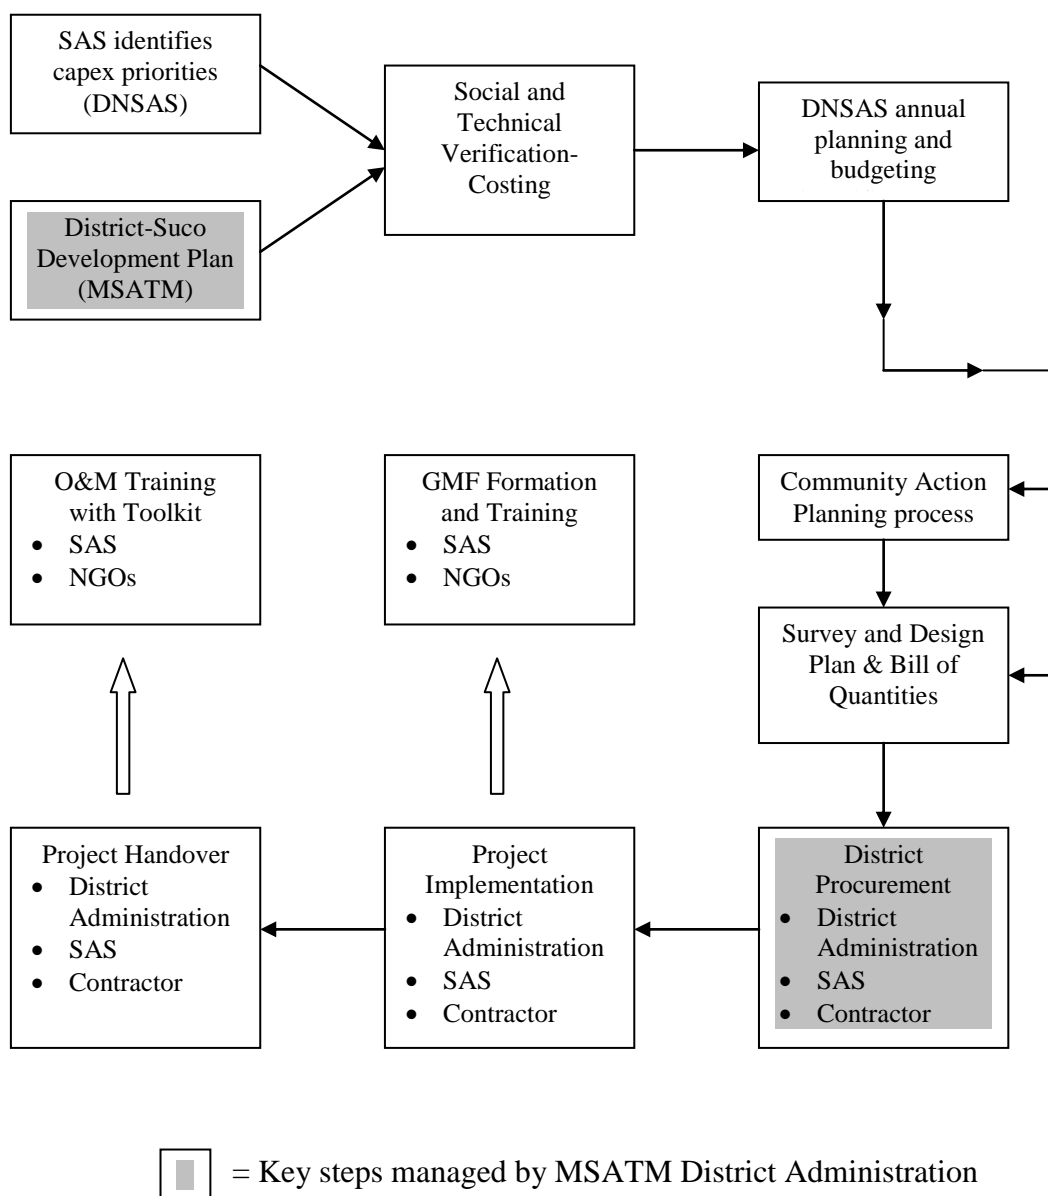 SAS identifies
capex priorities
(DNSAS)
Social and
Technical
Verification-
Costing
DNSAS annual
planning and
budgeting
District-Suco
Development Plan
(MSATM)
O&M Training
with Toolkit
• SAS
• NGOs
GMF Formation
and Training
• SAS
• NGOs
Community Action
Planning process
Survey and Design
Plan & Bill of
Quantities
Project Handover
• District
Administration
• SAS
• Contractor
Project
Implementation
• District
Administration
• SAS
• Contractor
District
Procurement
• District
Administration
• SAS
• Contractor
= Key steps managed by MSATM District Administration